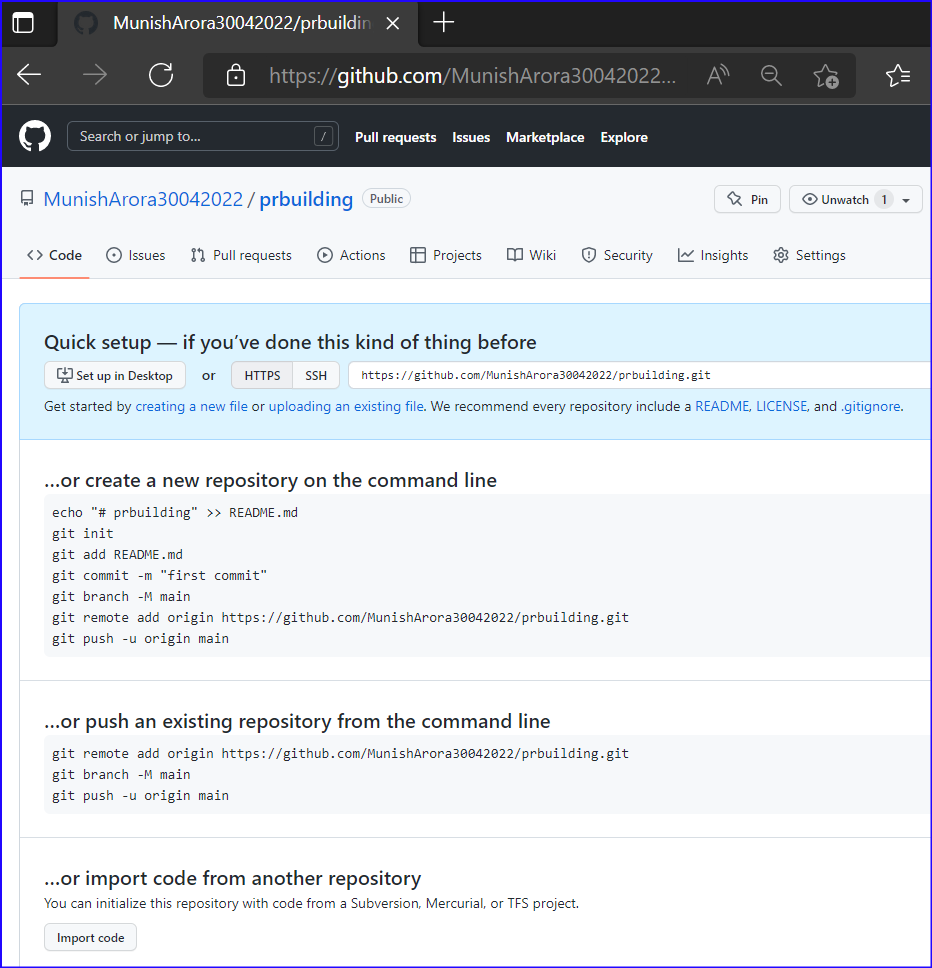 MunishArora30042022/prbuildin
https://github.com/MunishArora30042022...
Search or jump to...
/
Pull requests
Issues
Marketplace
Explore
MunishArora30042022 / prbuilding
Public
Pin
Unwatch 1
Code
Issues
Pull requests
Actions
Projects
Wiki
Security
Insights
Settings
Quick setup — if you’ve done this kind of thing before
Set up in Desktop
or
HTTPS
SSH
https://github.com/MunishArora30042022/prbuilding.git
Get started by creating a new file or uploading an existing file. We recommend every repository include a README, LICENSE, and .gitignore.
…or create a new repository on the command line
echo "# prbuilding" >> README.md
git init
git add README.md
git commit -m "first commit"
git branch -M main
git remote add origin https://github.com/MunishArora30042022/prbuilding.git
git push -u origin main
…or push an existing repository from the command line
git remote add origin https://github.com/MunishArora30042022/prbuilding.git
git branch -M main
git push -u origin main
…or import code from another repository
You can initialize this repository with code from a Subversion, Mercurial, or TFS project.
Import code